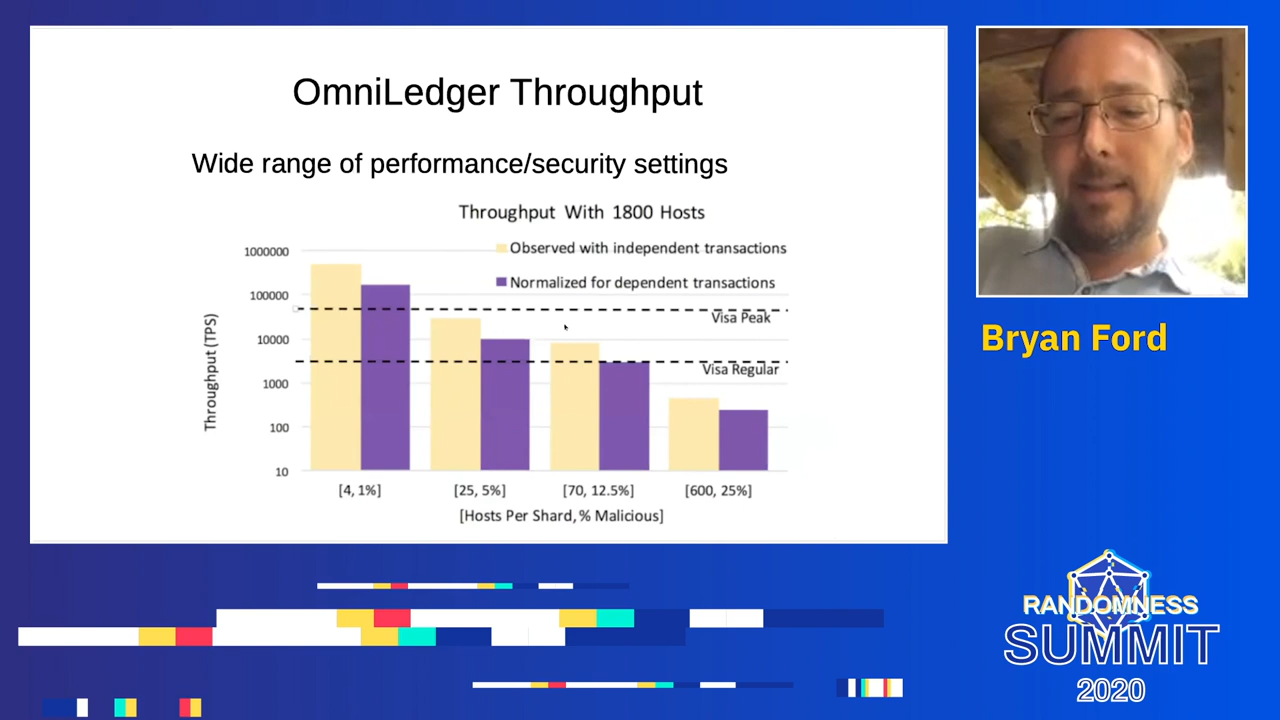 OmniLedger Throughput
Wide range of performance/security settings
Throughput With 1800 Hosts
Observed with independent transactions
Normalized for dependent transactions
Throughput (TPS)
1000000
100000
10000
1000
100
10
Visa Peak
Visa Regular
[4, 1%]
[25, 5%]
[70, 12.5%]
[600, 25%]
[Hosts Per Shard, % Malicious]
Bryan Ford
RANDOMNESS
SUMMIT
2020